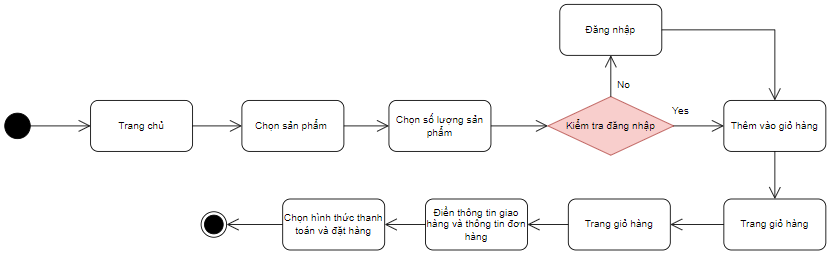 Đăng nhập
No
Trang chủ
Chọn sản phẩm
Chọn số lượng sản
phẩm
Kiểm tra đăng nhập
Yes
Thêm vào giỏ hàng
Chọn hình thức thanh
toán và đặt hàng
Điền thông tin giao
hàng và thông tin đơn
hàng
Trang giỏ hàng
Trang giỏ hàng